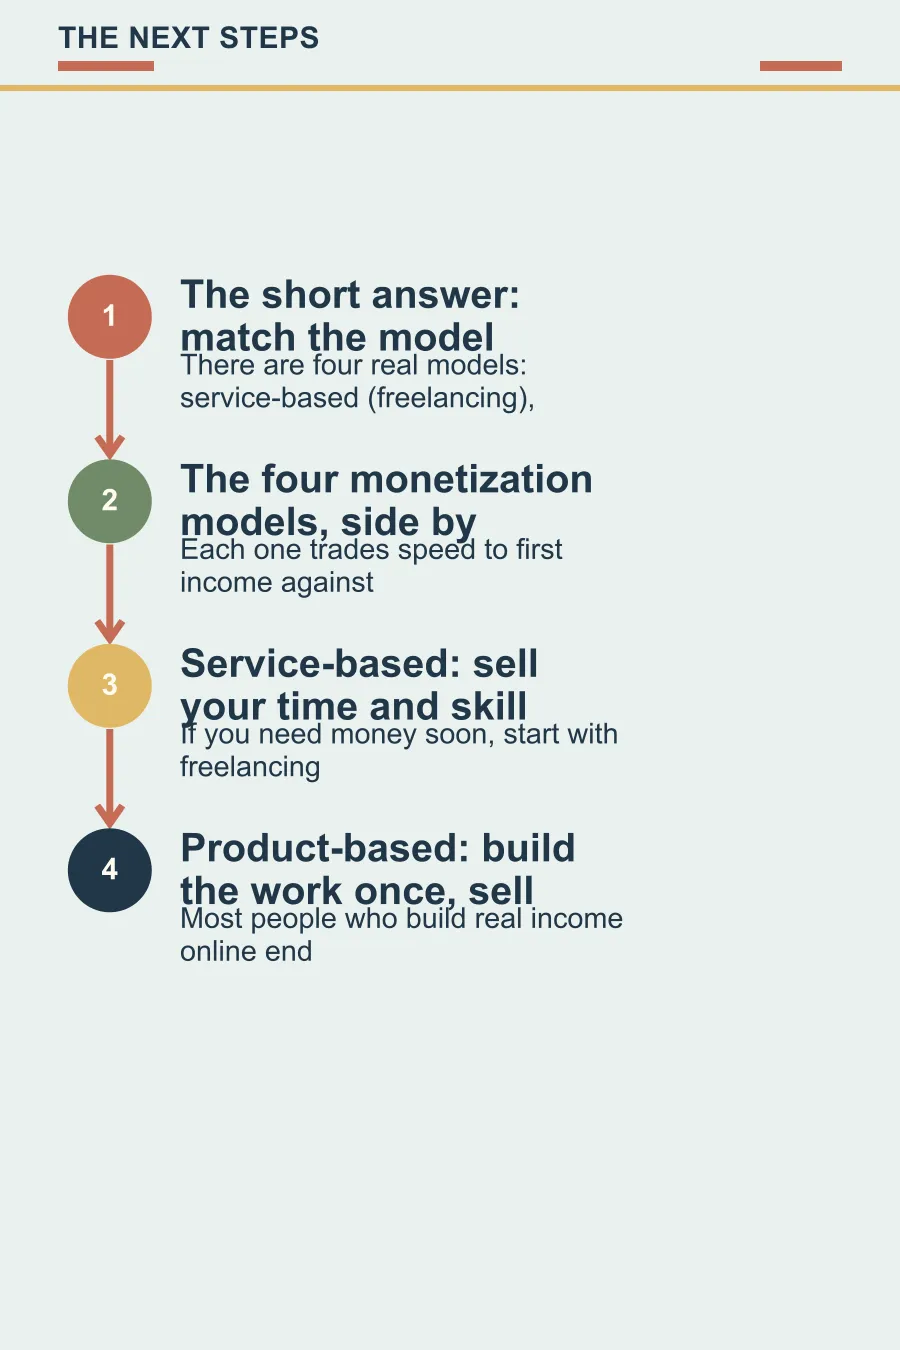 THE NEXT STEPS
1
The short answer:
match the model
There are four real models:
service-based (freelancing),
2
The four monetization
models, side by
Each one trades speed to first
income against
3
Service-based: sell
your time and skill
If you need money soon, start with
freelancing
4
Product-based: build
the work once, sell
Most people who build real income
online end